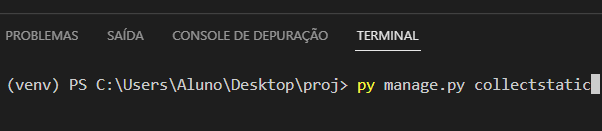 PROBLEMAS SAÍDA CONSOLE DE DEPURAÇÃO TERMINAL
(venv) PS C:\Users\Aluno\Desktop\proj> py manage.py collectstatic